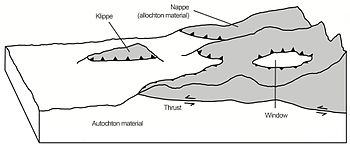 Nappe
(allochton material)
Klippe
Thrust
Window
Autochton material